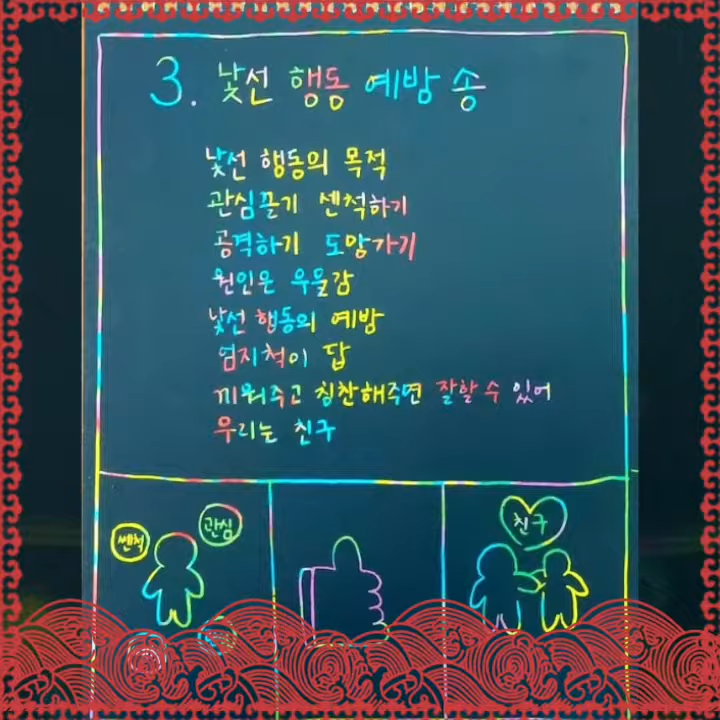 3. 낯선 행동 예방 송
낯선 행동의 목적
관심끌기 센척하기
공격하기 도망가기
원인은 우울감
낯선 행동의 예방
엄지척이 답
끼워주고 칭찬해주면 잘할 수 있어
우리는 친구
쎈척
관심
친구